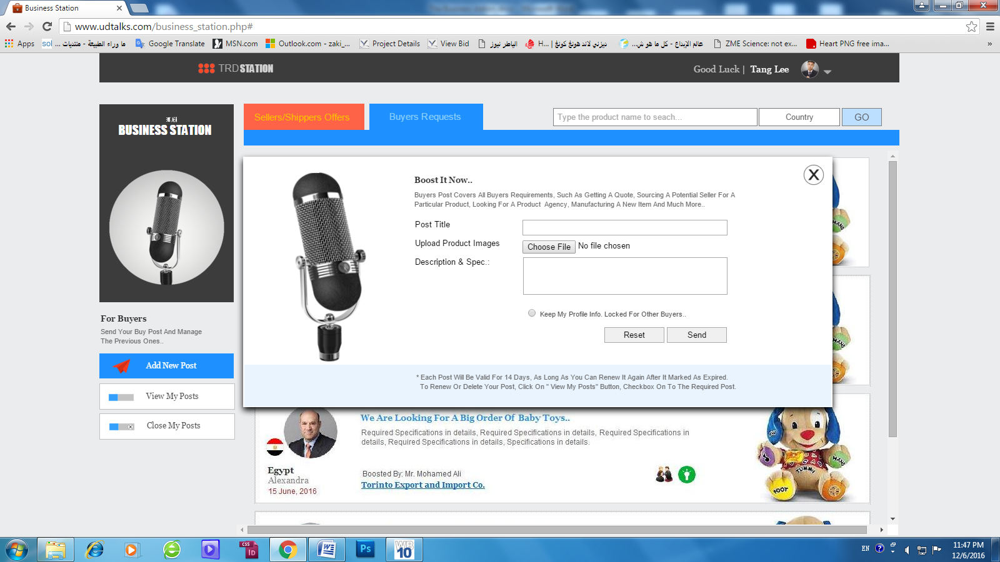 Business Station
www.udtalks.com/business_station.php#
Apps
sol
ما وراء الطبيعة - منتديات ...
Google Translate
MSN.com
Outlook.com - zaki_...
Project Details
View Bid
الياطر نيوز
ديزني لاند هونغ كونغ | H...
عالم الإبداع - كل ما هو ش...
ZME Science: not ex...
Heart PNG free ima...
»
TRDSTATION
Good Luck | Tang Lee
BUSINESS STATION
Sellers/Shippers Offers
Buyers Requests
Type the product name to seach...
Country
GO
X
Boost It Now..
Buyers Post Covers All Buyers Requirements, Such As Getting A Quote, Sourcing A Potential Seller For A
Particular Product, Looking For A Product Agency, Manufacturing A New Item And Much More..
Post Title
Upload Product Images
Choose File No file chosen
Description & Spec.:
Keep My Profile Info. Locked For Other Buyers..
Reset
Send
* Each Post Will Be Valid For 14 Days, As Long As You Can Renew It Again After It Marked As Expired.
To Renew Or Delete Your Post, Click On " View My Posts" Button, Checkbox On To The Required Post.
For Buyers
Send Your Buy Post And Manage
The Previous Ones..
Add New Post
View My Posts
Close My Posts
We Are Looking For A Big Order Of Baby Toys..
Required Specifications in details, Required Specifications in details, Required Specifications in
details, Required Specifications in details, Specifications in details.
Egypt
Alexandra
15 June, 2016
Boosted By: Mr. Mohamed Ali
Torinto Export and Import Co.
HAND
HAND
HAND
TUMMY
FOOT
CSS
Id
W
Ps
WB
10
EN
11:47 PM
12/6/2016